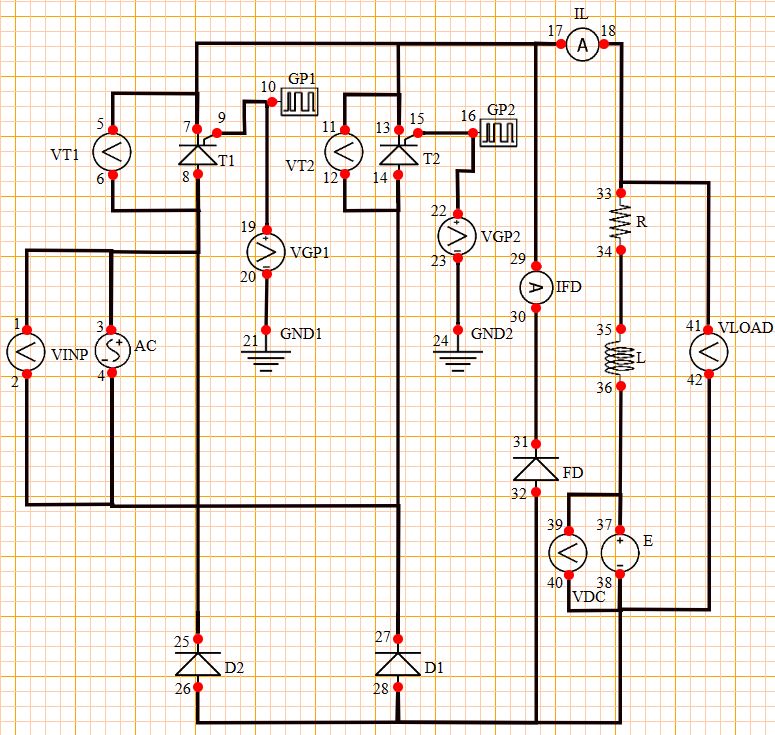 IL
17 A 18
GP1
10
GP2
5 7 9 11 13 15 16
VT1 T1 VT2 T2
6 8 12 14
33
R
19 22
+ VGP1 + VGP2
20 23 34
29
A IFD
1 3 21 GND1 24 GND2 30 35 41 VLOAD
VINP + AC L
2 4 36 42
31
FD
32
39 37
+ E
40 38
VDC
25 27
D2 D1
26 28